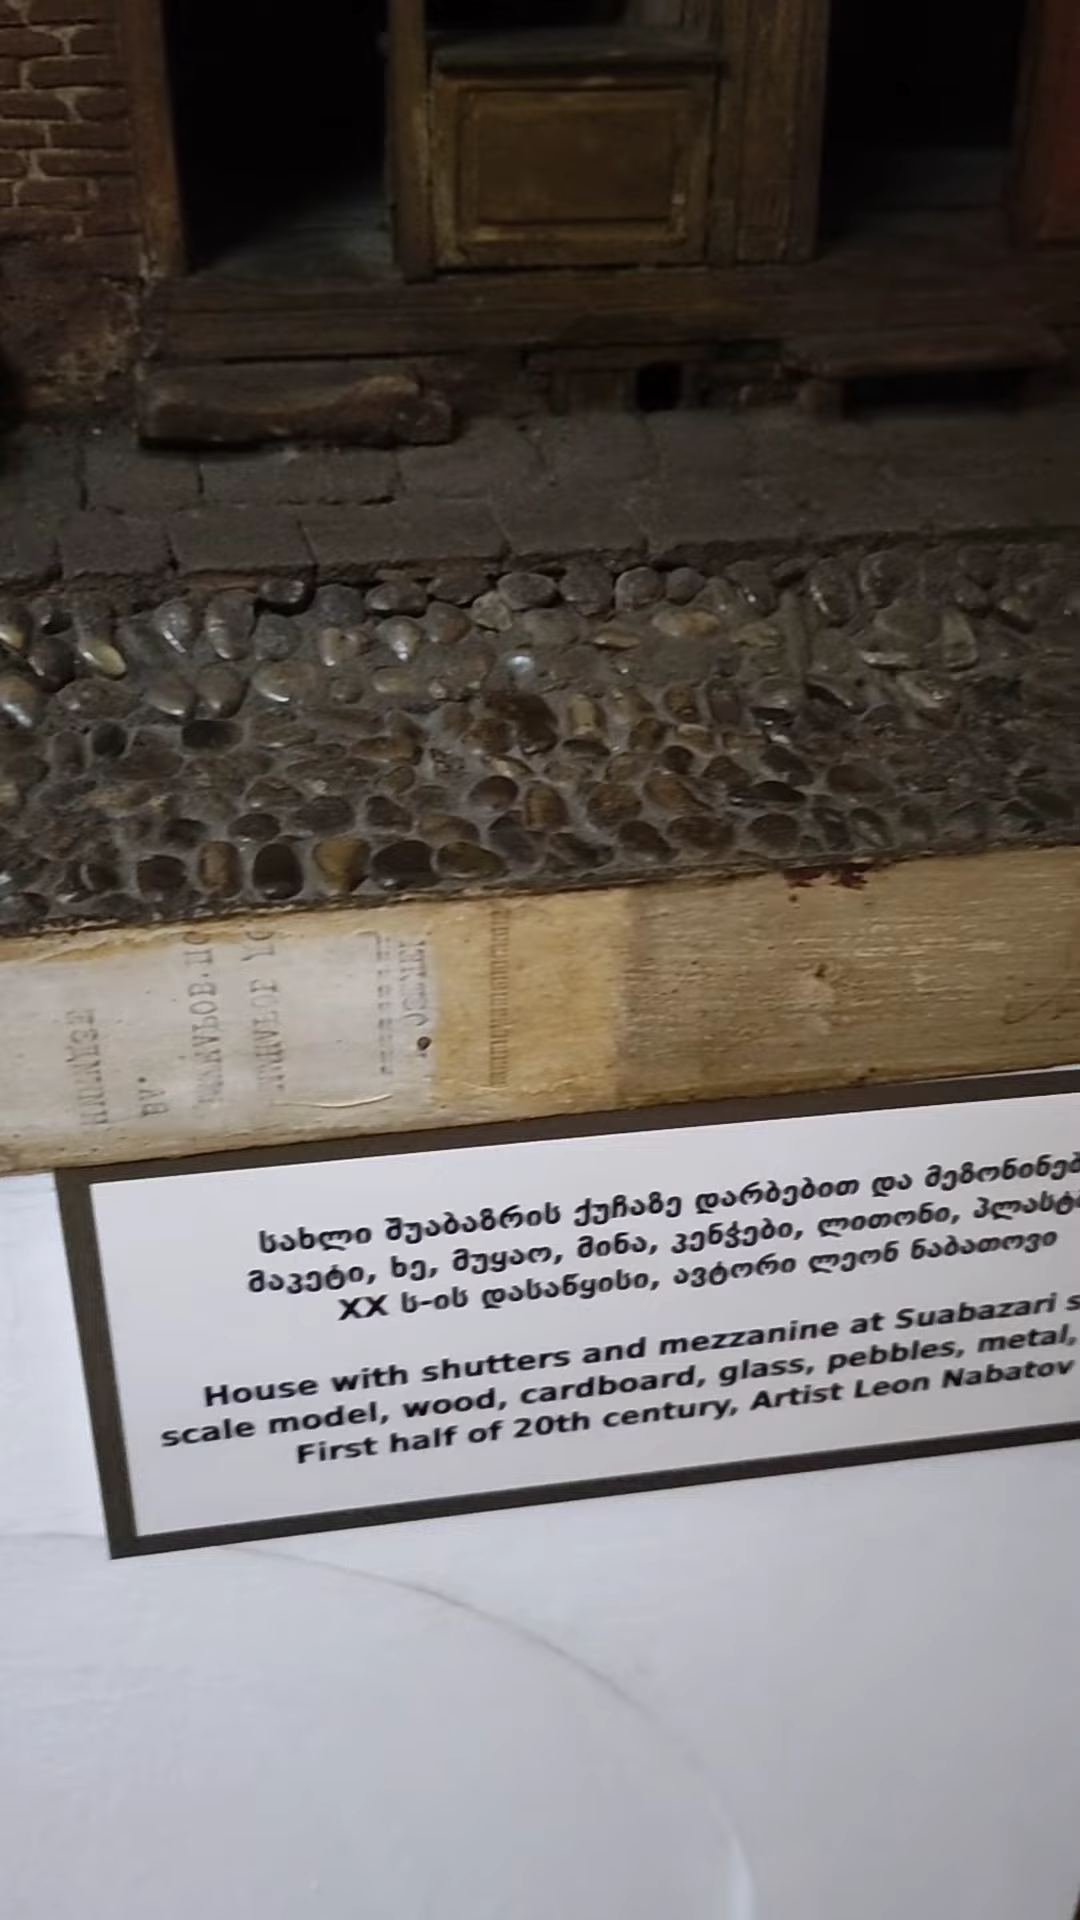 სახლი შუაბაზრის ქუჩაზე დარბებით და
მაკეტი, ხე, მუყაო, მინა, კენჭები, ლითონი,
XX ს-ის დასაწყისი, ავტორი ლეონ ნაბათოვი
House with shutters and mezzanine at Suabazari
scale model, wood, cardboard, glass, pebbles, metal,
First half of 20th century, Artist Leon Nabatov